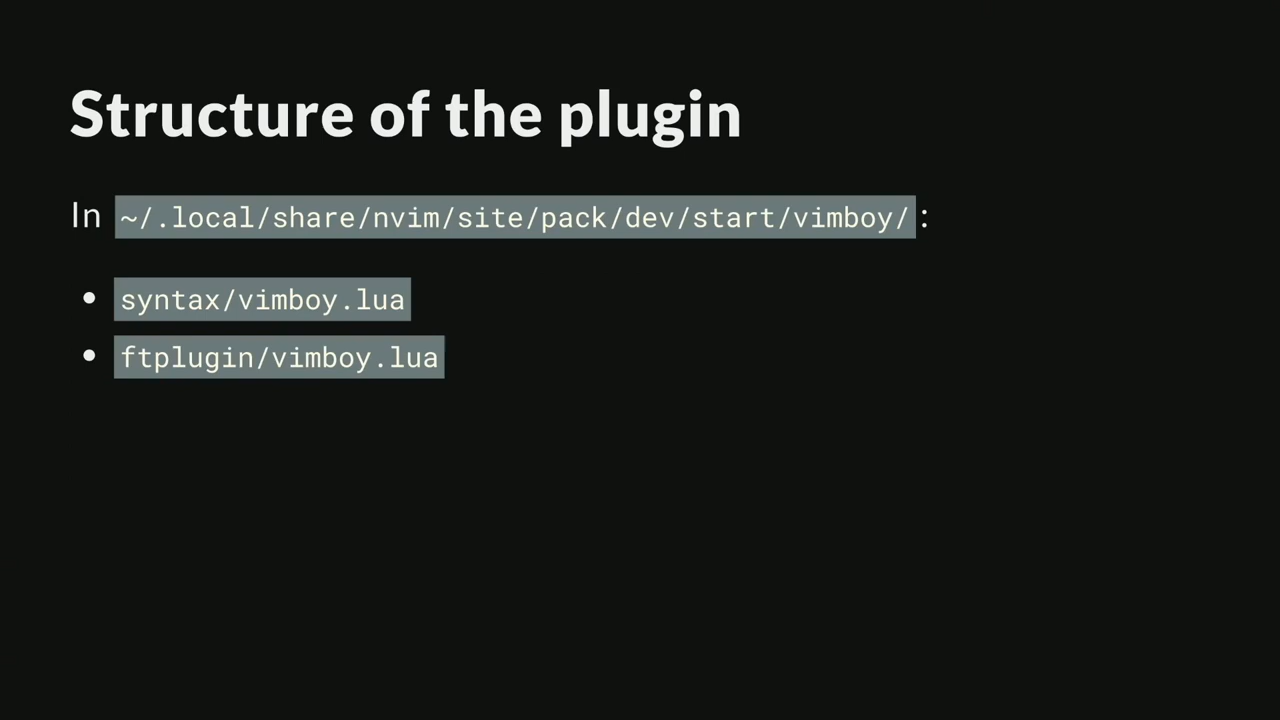 Structure of the plugin
In ~/.local/share/nvim/site/pack/dev/start/vimboy/ :
• syntax/vimboy.lua
• ftplugin/vimboy.lua